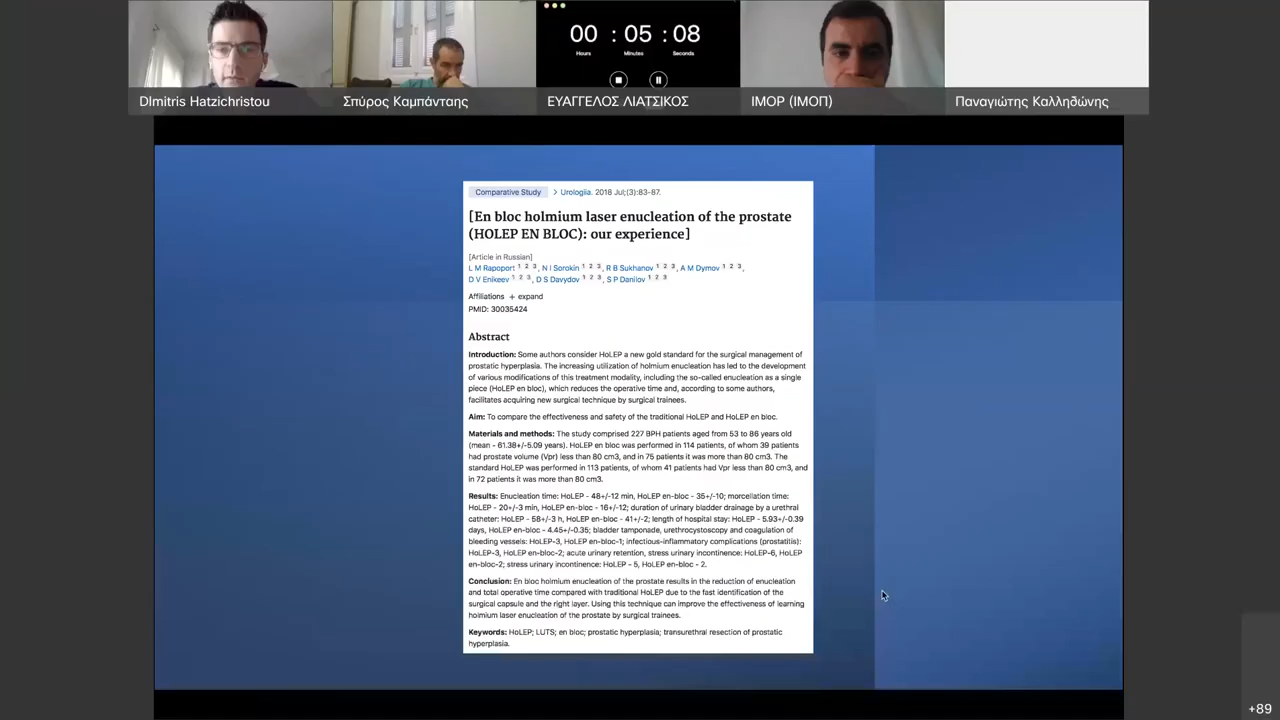 00 : 05 : 08
Hours Minutes Seconds
DImitris Hatzichristou
Σπύρος Καμπάνταης
ΕΥΑΓΓΕΛΟΣ ΛΙΑΤΣΙΚΟΣ
IMOP (ΙΜΟΠ)
Παναγιώτης Καλληδώνης
Comparative Study > Urologiia. 2018 Jul;(3):83-87.
[En bloc holmium laser enucleation of the prostate
(HOLEP EN BLOC): our experience]
[Article in Russian]
L M Rapoport 1 2 3, N I Sorokin 1 2 3, R B Sukhanov 1 2 3, A M Dymov 1 2 3,
D V Enikeev 1 2 3, D S Davydov 1 2 3, S P Danilov 1 2 3
Affiliations + expand
PMID: 30035424
Abstract
Introduction: Some authors consider HoLEP a new gold standard for the surgical management of
prostatic hyperplasia. The increasing utilization of holmium enucleation has led to the development
of various modifications of this treatment modality, including the so-called enucleation as a single
piece (HoLEP en bloc), which reduces the operative time and, according to some authors,
facilitates acquiring new surgical technique by surgical trainees.
Aim: To compare the effectiveness and safety of the traditional HoLEP and HoLEP en bloc.
Materials and methods: The study comprised 227 BPH patients aged from 53 to 86 years old
(mean - 61.38+/-5.09 years). HoLEP en bloc was performed in 114 patients, of whom 39 patients
had prostate volume (Vpr) less than 80 cm3, and in 75 patients it was more than 80 cm3. The
standard HoLEP was performed in 113 patients, of whom 41 patients had Vpr less than 80 cm3, and
in 72 patients it was more than 80 cm3.
Results: Enucleation time: HoLEP - 48+/-12 min, HoLEP en-bloc - 35+/-10; morcellation time:
HoLEP - 20+/-3 min, HoLEP en-bloc - 16+/-12; duration of urinary bladder drainage by a urethral
catheter: HoLEP - 58+/-3 h, HoLEP en-bloc - 41+/-2; length of hospital stay: HoLEP - 5.93+/-0.39
days, HoLEP en-bloc - 4.45+/-0.35; bladder tamponade, urethrocystoscopy and coagulation of
bleeding vessels: HoLEP-3, HoLEP en-bloc-1; infectious-inflammatory complications (prostatitis):
HoLEP-3, HoLEP en-bloc-2; acute urinary retention, stress urinary incontinence: HoLEP-6, HoLEP
en-bloc-2; stress urinary incontinence: HoLEP - 5, HoLEP en-bloc - 2.
Conclusion: En bloc holmium enucleation of the prostate results in the reduction of enucleation
and total operative time compared with traditional HoLEP due to the fast identification of the
surgical capsule and the right layer. Using this technique can improve the effectiveness of learning
holmium laser enucleation of the prostate by surgical trainees.
Keywords: HoLEP; LUTS; en bloc; prostatic hyperplasia; transurethral resection of prostatic
hyperplasia.
+89